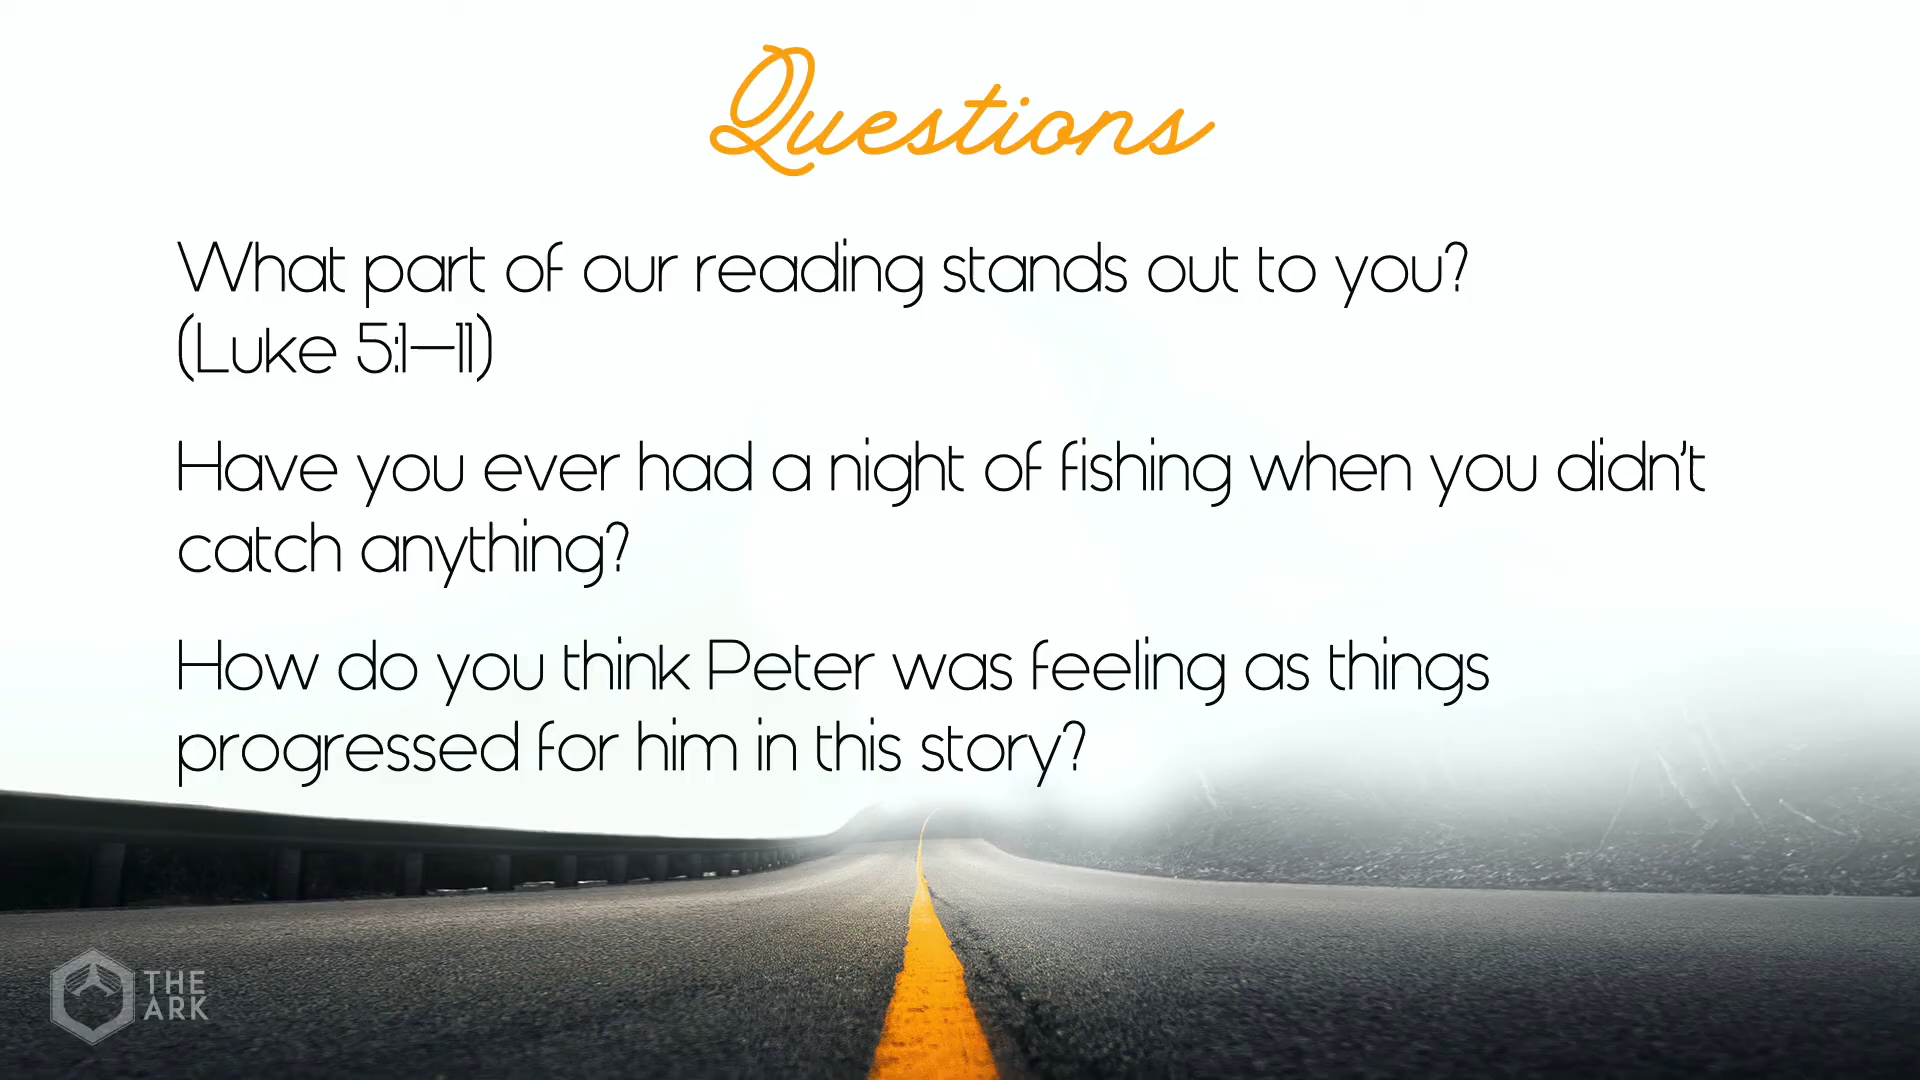 Questions
What part of our reading stands out to you?
(Luke 5:1–11)
Have you ever had a night of fishing when you didn't
catch anything?
How do you think Peter was feeling as things
progressed for him in this story?
THE
ARK